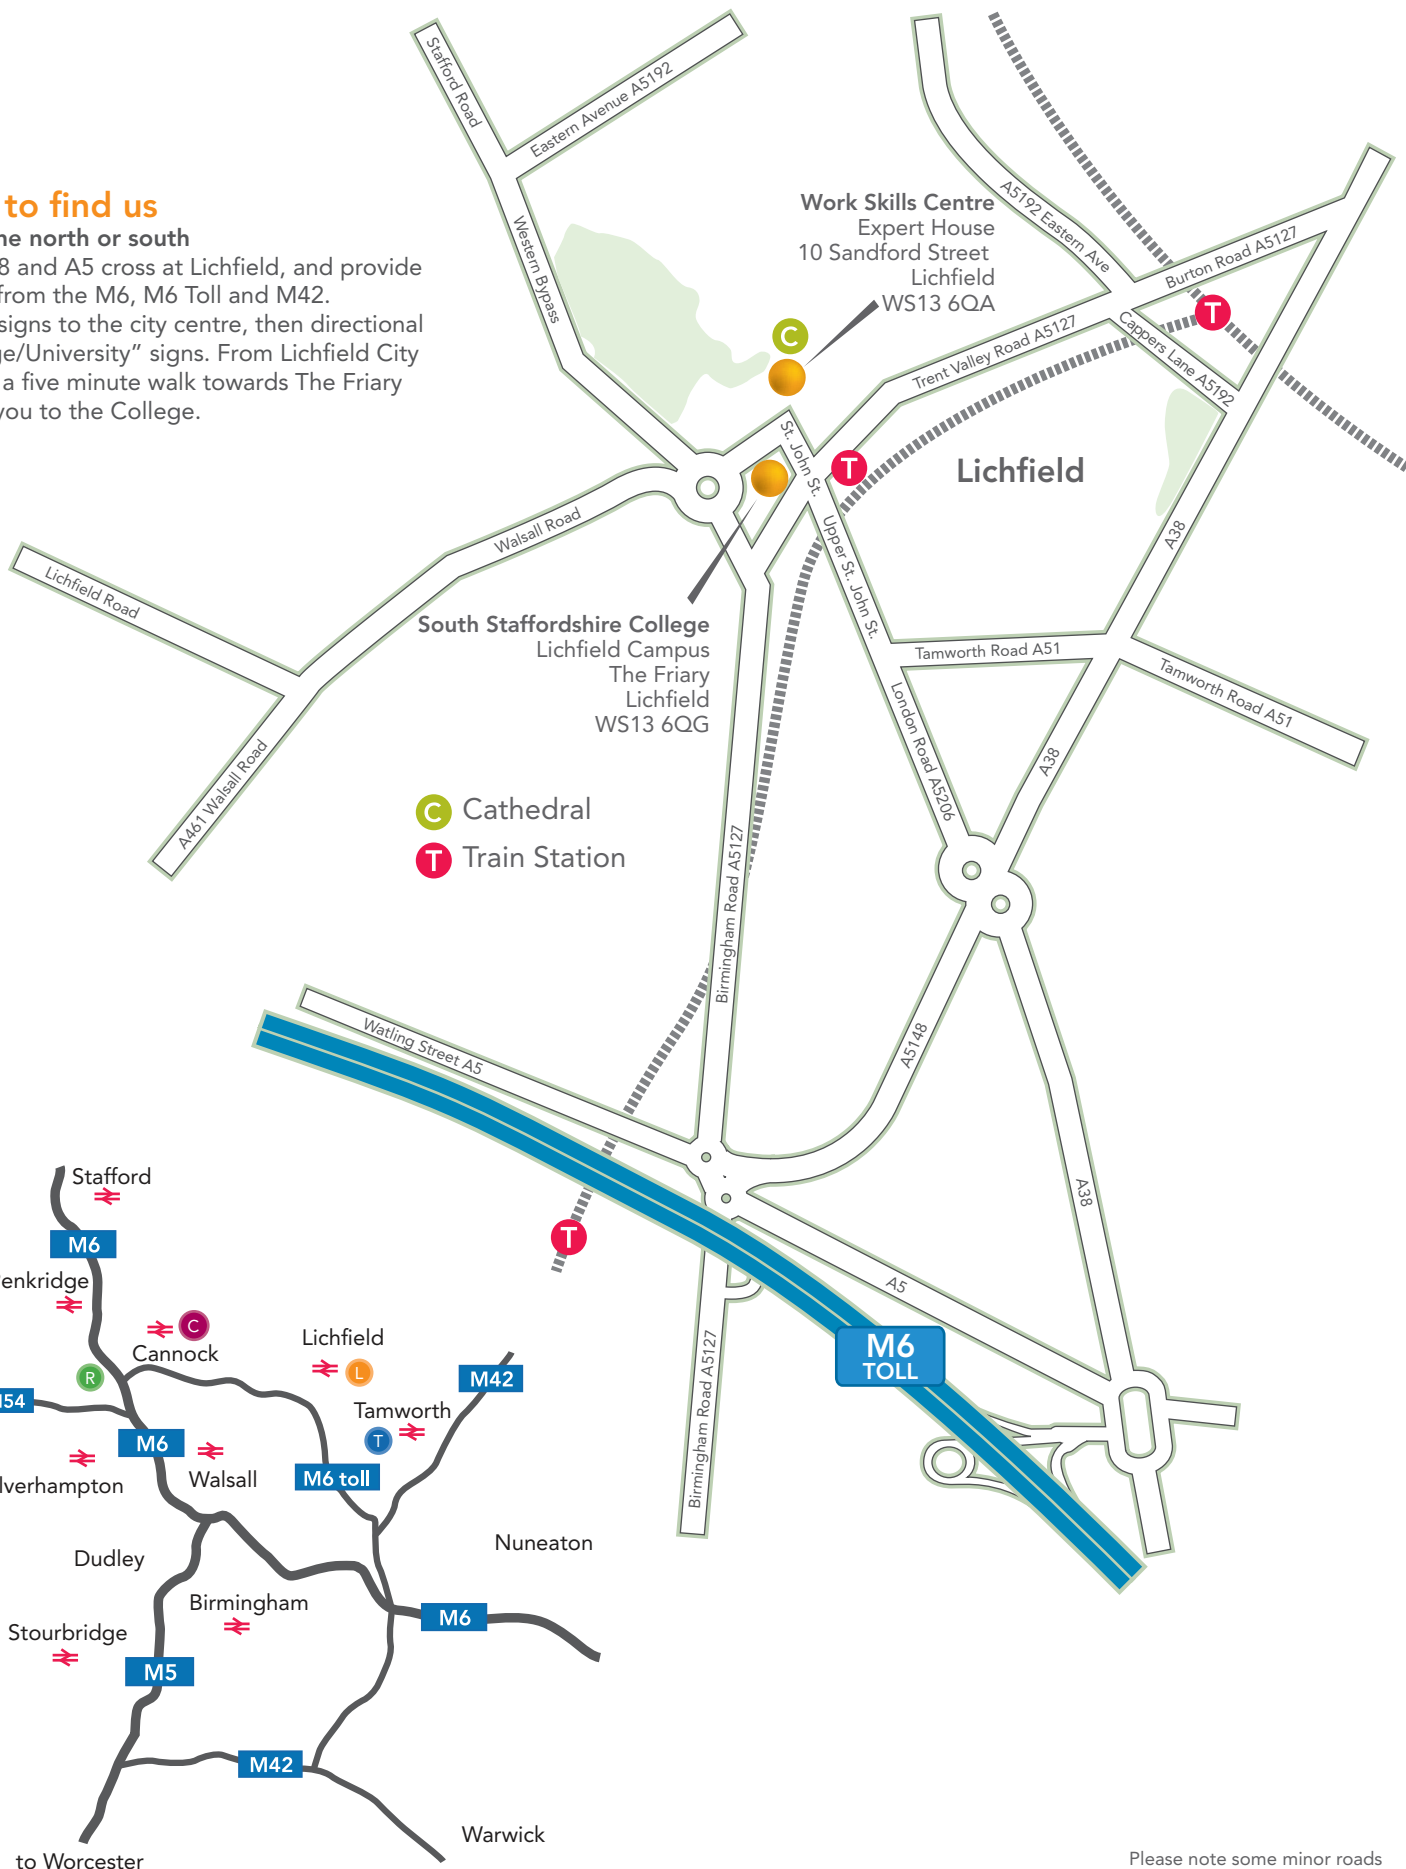 to find us
ne north or south
8 and A5 cross at Lichfield, and provide
from the M6, M6 Toll and M42.
signs to the city centre, then directional
ge/University” signs. From Lichfield City
a five minute walk towards The Friary
you to the College.
Stafford Road
Eastern Avenue A5192
Western Bypass
Work Skills Centre
Expert House
10 Sandford Street
Lichfield
WS13 6QA
A5192 Eastern Ave
Burton Road A5127
T
Cappers Lane A5192
Trent Valley Road A5127
C
St. John St.
T
Lichfield
Walsall Road
Upper St. John St.
A38
Lichfield Road
South Staffordshire College
Lichfield Campus
The Friary
Lichfield
WS13 6QG
Tamworth Road A51
Tamworth Road A51
London Road A5206
A38
A461 Walsall Road
C Cathedral
T Train Station
Birmingham Road A5127
Watling Street A5
A5148
A38
T
A5
M6
TOLL
Birmingham Road A5127
Stafford
M6
enkridge
C
Cannock
Lichfield
L
R
M42
54
Tamworth
T
M6
Walsall
M6 toll
lverhampton
Nuneaton
Dudley
Birmingham
M6
Stourbridge
M5
M42
Warwick
to Worcester
Please note some minor roads